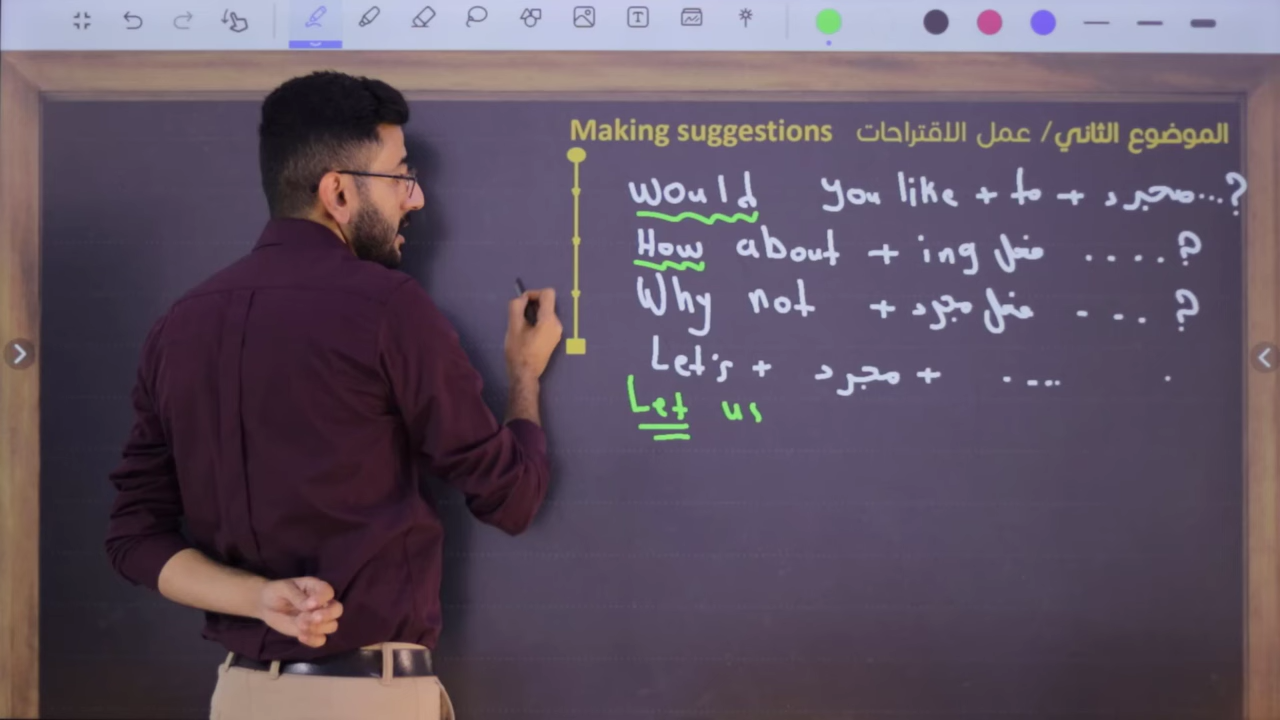 Making suggestions الموضوع الثاني/ عمل الاقتراحات
Would you like + to + مجرد...?
How about + ing فعل ....?
Why not + فعل مجرد ... ?
Let's + مجرد + .... .
Let us